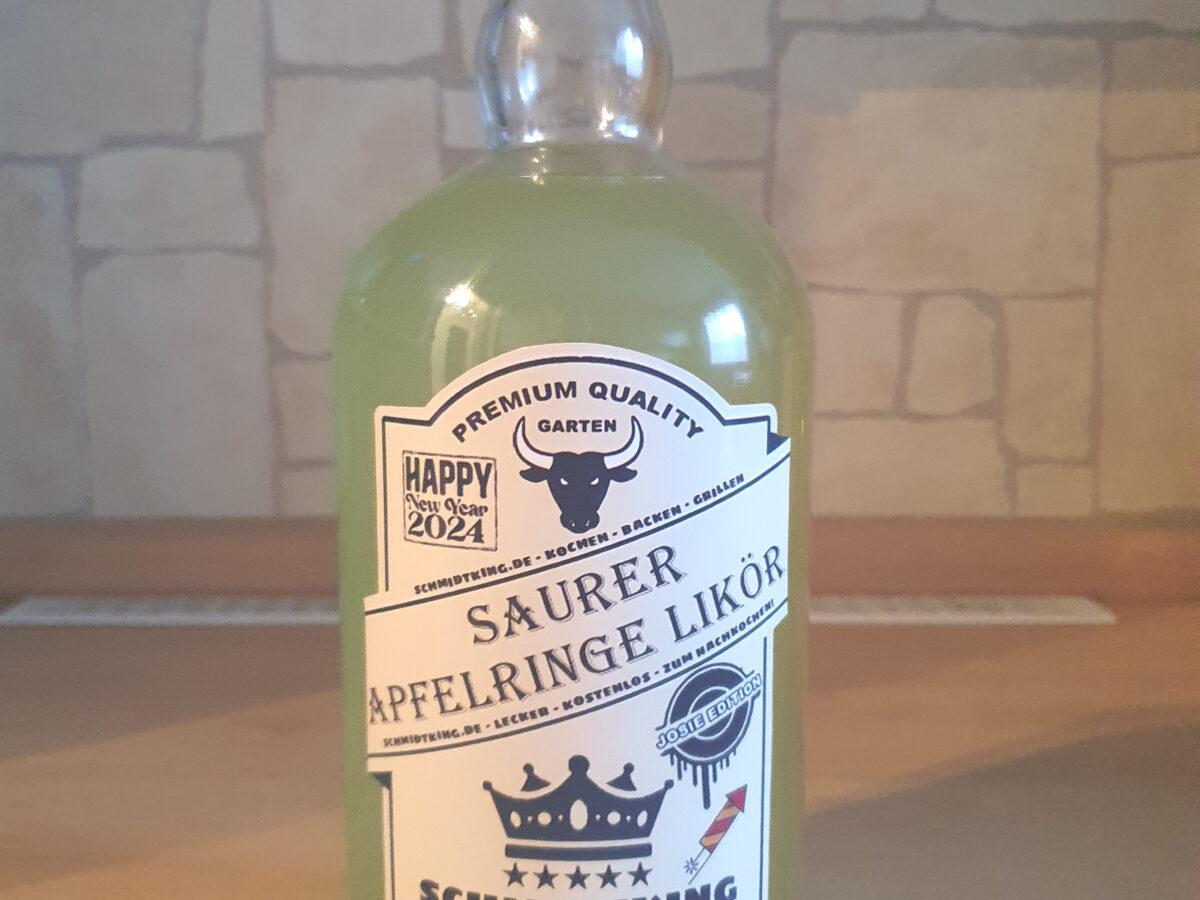 PREMIUM QUALITY
GARTEN
HAPPY
New Year
2024
SCHMIDTKING.DE - KOCHEN - BACKEN - GRILLEN
SAURER
APFELRINGE LIKÖR
SCHMIDTKING.DE - LECKER - KOSTENLOS - ZUM NACHKOCHEN!
JOSIE EDITION